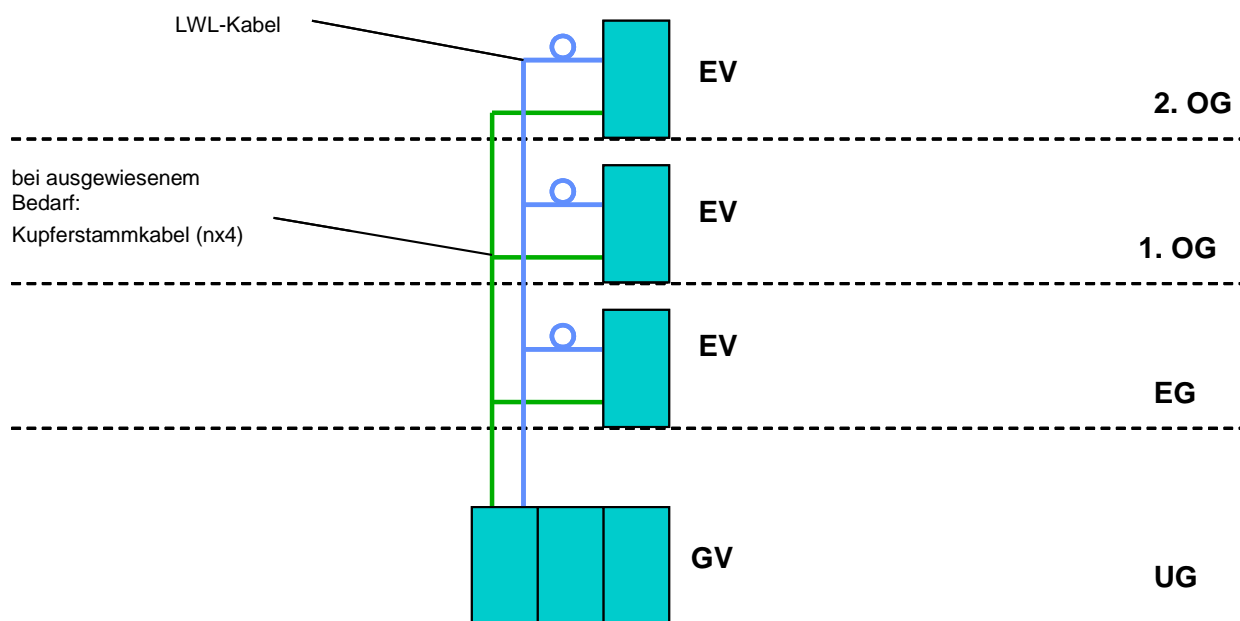 LWL-Kabel
EV
2. OG
bei ausgewiesenem
Bedarf:
Kupferstammkabel (nx4)
EV
1. OG
EV
EG
GV
UG